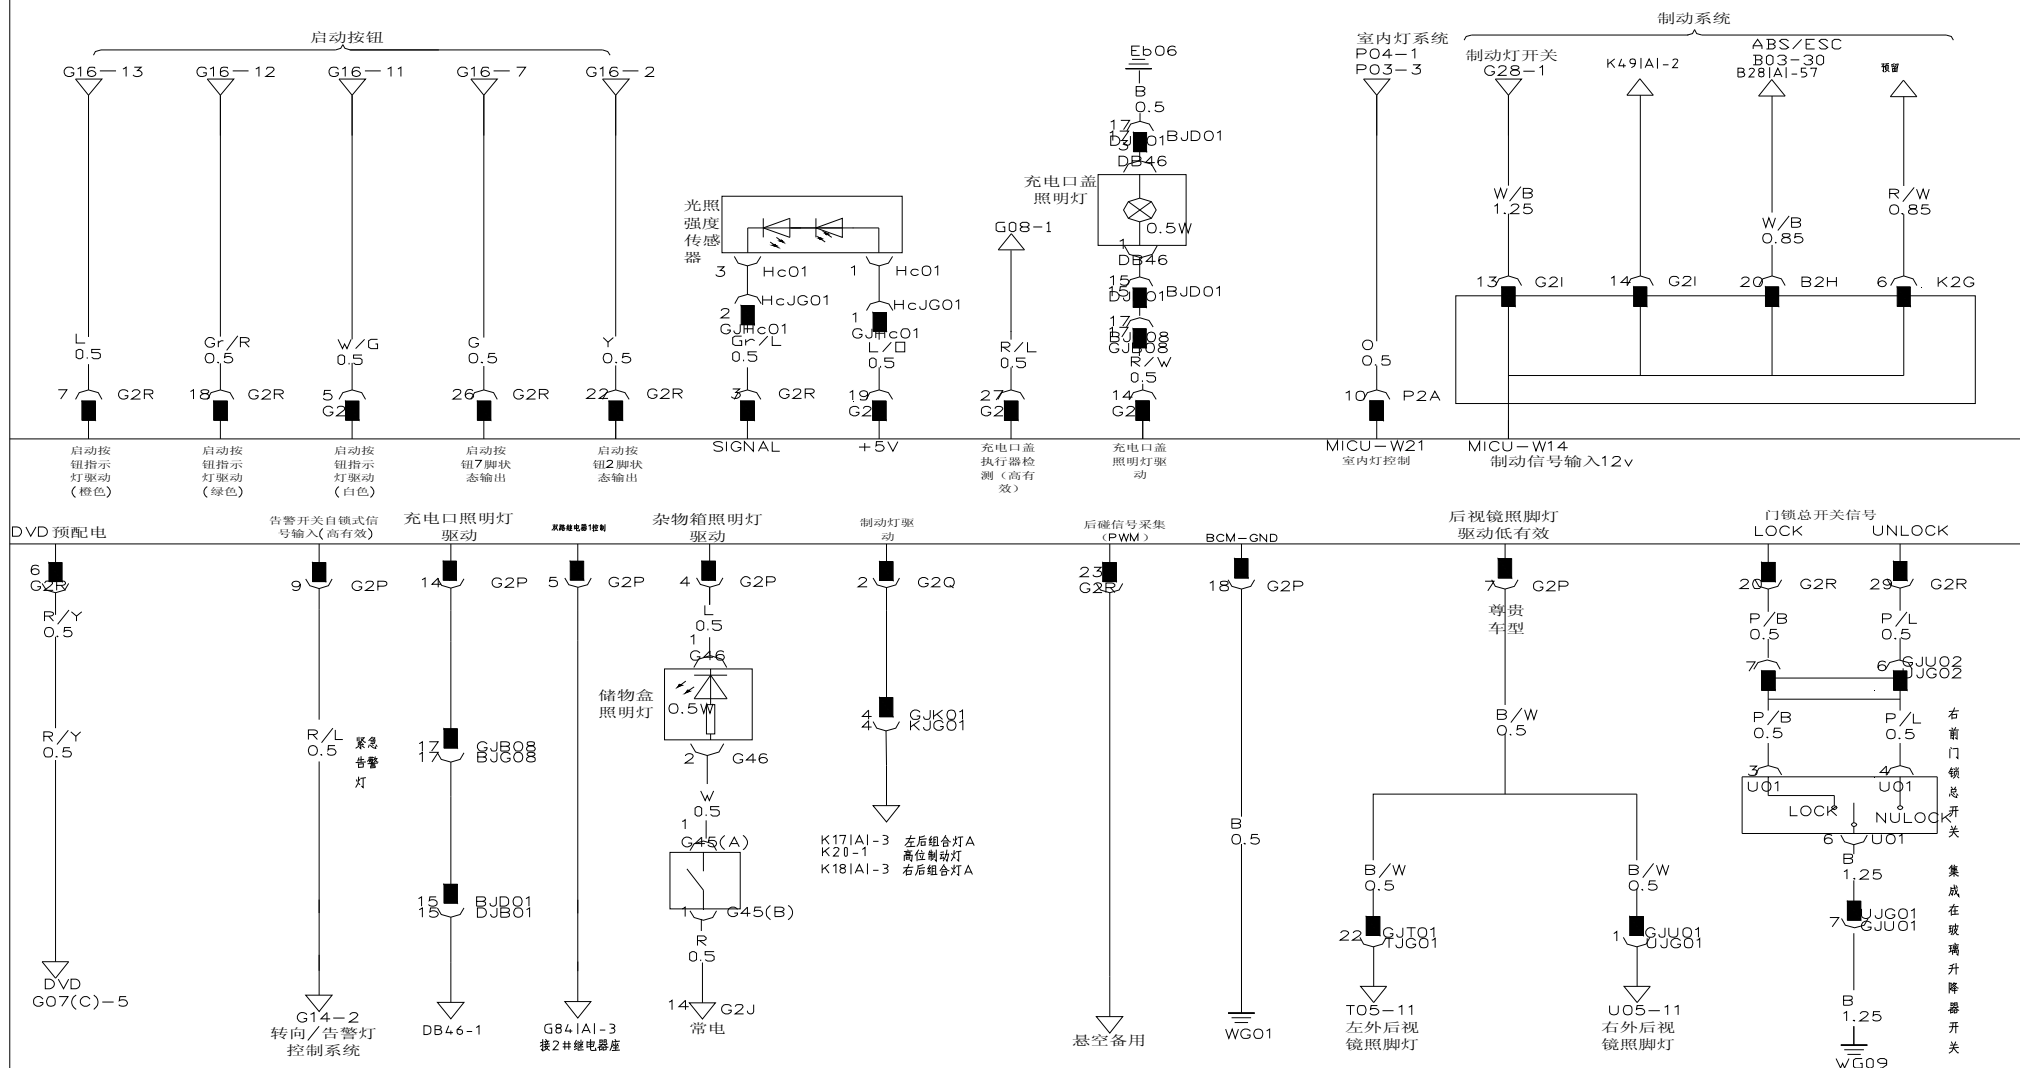 启动按钮
G16-13
G16-12
G16-11
G16-7
G16-2
L
0.5
7
G2R
启动按
钮指示
灯驱动
(橙色)
Gr/R
0.5
18
G2R
启动按
钮指示
灯驱动
(绿色)
W/G
0.5
5
启动按
钮指示
灯驱动
(白色)
G
0.5
26
G2R
启动按
钮7脚状
态输出
Y
0.5
22
G2R
启动按
钮2脚状
态输出
光照
强度
传感
器
3
Hc01
HcJG01
2
GJHc01
Gr/L
0.5
3
G2R
SIGNAL
1
Hc01
HcJG01
1
GJHc01
0.5
19
+5V
G08-1
R/L
0.5
27
充电口盖
执行器检
测（高有
效）
Eb06
B
0.5
17
BJD01
DB46
充电口盖
照明灯
0.5W
1
DB46
15
BJD01
17
R/W
0.5
14
充电口盖
照明灯驱
动
室内灯系统
P04-1
P03-3
O
0.5
10
P2A
MICU-W21
室内灯控制
制动系统
制动灯开关
G28-1
W/B
1.25
13
G2I
K49|A|-2
14
G2I
ABS/ESC
B03-30
B28|A|-57
W/B
0.85
20
B2H
预留
R/W
0.85
6
K2G
MICU-W14
制动信号输入12v
DVD 预配电
6
G2R
R/Y
0.5
R/Y
0.5
DVD
G07(C)-5
告警开关自锁式信
号输入(高有效)
9
G2P
R/L
0.5
紧急
告警
灯
G14-2
转向/告警灯
控制系统
充电口照明灯
驱动
14
G2P
17
GJB08
17
BJG08
15
BJD01
15
DJB01
DB46-1
双路继电器1控制
5
G2P
G84|A|-3
接2#继电器座
杂物箱照明灯
驱动
4
G2P
L
0.5
1
G46
储物盒
照明灯
0.5W
2
G46
W
0.5
1
G45(A)
1
G45(B)
R
0.5
14
G2J
常电
制动灯驱
动
2
G2Q
4
GJK01
4
KJG01
K17|A|-3 左后组合灯A
K20-1 高位制动灯
K18|A|-3 右后组合灯A
后碰信号采集
（PWM）
23
G2R
悬空备用
BCM-GND
18
G2P
B
0.5
WG01
后视镜照脚灯
驱动低有效
7
G2P
尊贵
车型
B/W
0.5
B/W
0.5
22
GJT01
TJG01
T05-11
左外后视
镜照脚灯
B/W
0.5
1
GJU01
UJG01
U05-11
右外后视
镜照脚灯
门锁总开关信号
LOCK
UNLOCK
20
G2R
29
G2R
P/B
0.5
P/L
0.5
7
6
GJU02
UJG02
P/B
0.5
P/L
0.5
3
U01
4
U01
LOCK
NULOCK
6
U01
B
1.25
UJG01
7
GJU01
B
1.25
WG09
右前门锁总开关
集成在玻璃升降器开关